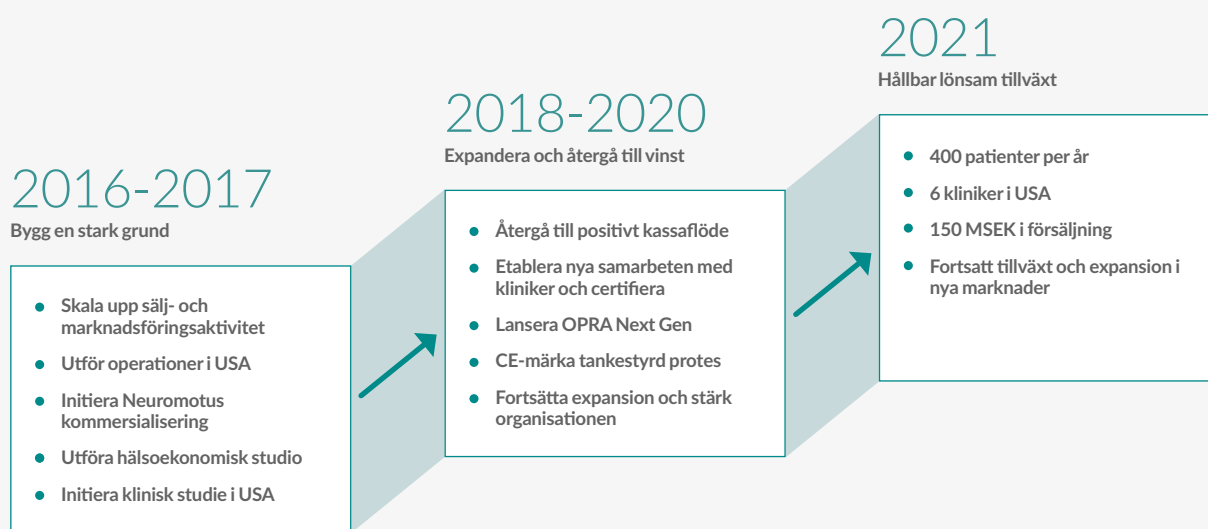 2016-2017
Bygg en stark grund
Skala upp sälj- och
marknadsföringsaktivitet
Utför operationer i USA
Initiera Neuromotus
kommersialisering
Utföra hälsoekonomisk studio
Initiera klinisk studie i USA
2018-2020
Expandera och återgå till vinst
Återgå till positivt kassaflöde
Etablera nya samarbeten med
kliniker och certifiera
Lansera OPRA Next Gen
CE-märka tankestyrd protes
Fortsätta expansion och stärk
organisationen
2021
Hållbar lönsam tillväxt
400 patienter per år
6 kliniker i USA
150 MSEK i försäljning
Fortsatt tillväxt och expansion i
nya marknader